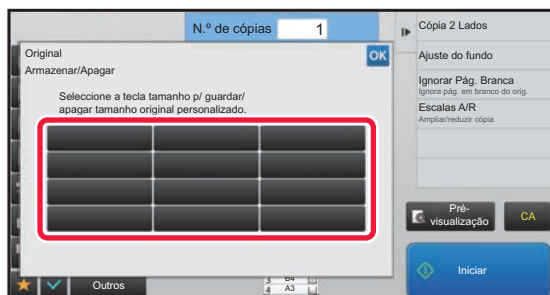 N.º de cópias 1
Original
OK
Armazenar/Apagar
Seleccione a tecla tamanho p/ guardar/
apagar tamanho original personalizado.
Cópia 2 Lados
Ajuste do fundo
Ignorar Pág. Branca
Ignora pág. em branco do orig.
Escalas A/R
Ampliar/reduzir cópia
Pré-
visualização
CA
Iniciar
Outros
3 B4
4 A3